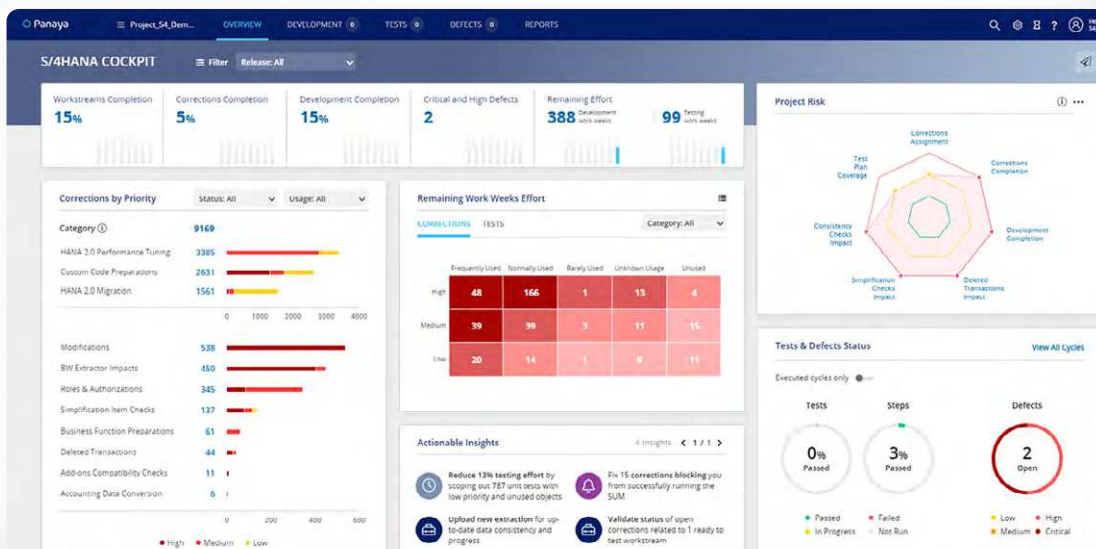 Panaya
Project_S4_Dem...
OVERVIEW
DEVELOPMENT 0
TESTS 0
DEFECTS 0
REPORTS
S/4HANA COCKPIT
Filter
Release: All
Workstreams Completion
15%
Corrections Completion
5%
Development Completion
15%
Critical and High Defects
2
Remaining Effort
388 Development work weeks
99 Testing work weeks
Project Risk
Corrections Assignment
Corrections Completion
Development Completion
Deleted Transactions Impact
Simplification Checks Impact
Consistency Checks Impact
Test Plan Coverage
Corrections by Priority
Status: All
Usage: All
Category
9169
HANA 2.0 Performance Tuning 3385
Custom Code Preparations 2631
HANA 2.0 Migration 1561
0 1000 2000 3000 4000
Modifications 538
BW Extractor Impacts 450
Roles & Authorizations 345
Simplification Item Checks 137
Business Function Preparations 61
Deleted Transactions 44
Add-ons Compatibility Checks 11
Accounting Data Conversion 6
0 200 400 600
High Medium Low
Remaining Work Weeks Effort
CORRECTIONS TESTS
Category: All
Frequently Used Normally Used Rarely Used Unknown Usage Unused
High 48 166 1 13 4
Medium 39 39 3 11 15
Low 20 14 1 9 11
Actionable Insights
4 Insights
1 / 1
Reduce 13% testing effort by
scoping out 787 unit tests with
low priority and unused objects
Fix 15 corrections blocking you
from successfully running the
SUM
Upload new extraction for up-
to-date data consistency and
progress
Validate status of open
corrections related to 1 ready to
test workstream
Tests & Defects Status
View All Cycles
Executed cycles only
Tests
0%
Passed
Steps
3%
Passed
Defects
2
Open
Passed Failed
In Progress Not Run
Low High
Medium Critical